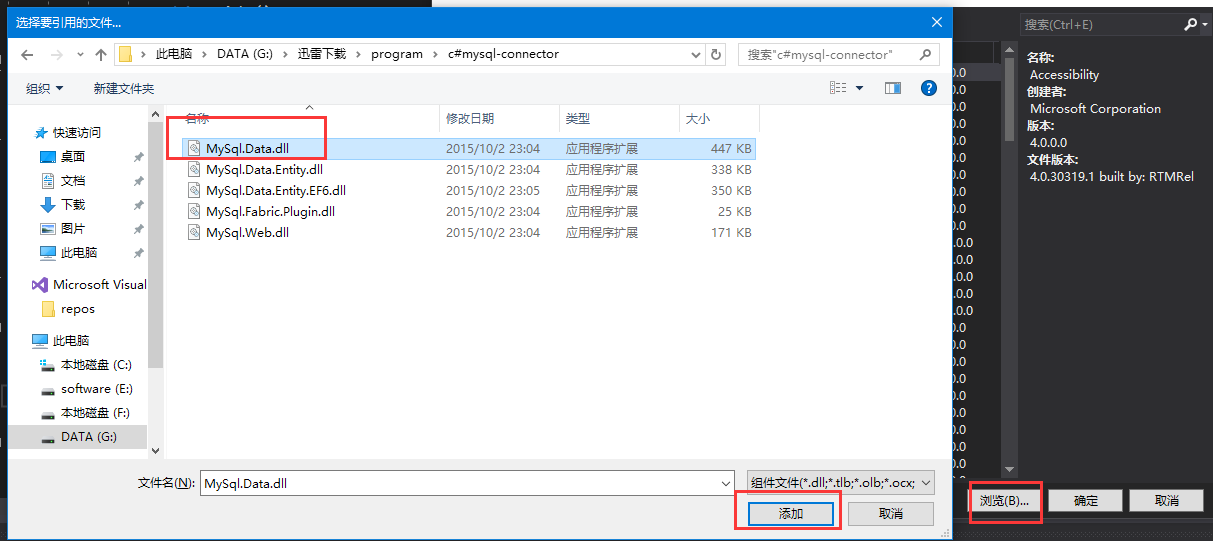 选择要引用的文件...
此电脑 DATA (G:) 迅雷下载 program c#mysql-connector
搜索"c#mysql-connector"
组织 新建文件夹
快速访问
桌面
文档
下载
图片
此电脑
Microsoft Visual
repos
此电脑
本地磁盘 (C:)
software (E:)
本地磁盘 (F:)
DATA (G:)
名称 修改日期 类型 大小
MySql.Data.dll 2015/10/2 23:04 应用程序扩展 447 KB
MySql.Data.Entity.dll 2015/10/2 23:04 应用程序扩展 338 KB
MySql.Data.Entity.EF6.dll 2015/10/2 23:05 应用程序扩展 350 KB
MySql.Fabric.Plugin.dll 2015/10/2 23:04 应用程序扩展 25 KB
MySql.Web.dll 2015/10/2 23:04 应用程序扩展 171 KB
文件名(N): MySql.Data.dll 组件文件(*.dll;*.tlb;*.olb;*.ocx;
添加 取消
搜索(Ctrl+E)
名称:
Accessibility
创建者:
Microsoft Corporation
版本:
4.0.0.0
文件版本:
4.0.30319.1 built by: RTMRel
浏览(B)... 确定 取消